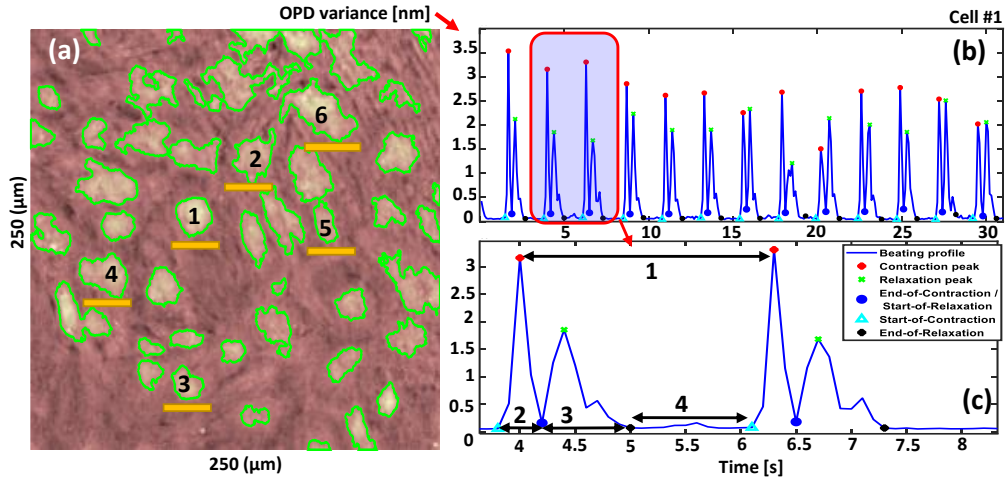 OPD variance [nm]
Cell #1
(a)
6
2
1
5
4
3
250 (µm)
250 (µm)
(b)
3.5
3
2.5
2
1.5
1
0.5
0
5
10
15
20
25
30
(c)
3
2.5
2
1.5
1
0.5
0
1
2
3
4
Beating profile
Contraction peak
Relaxation peak
End-of-Contraction /
Start-of-Relaxation
Start-of-Contraction
End-of-Relaxation
4
4.5
5
5.5
6
6.5
7
7.5
8
Time [s]